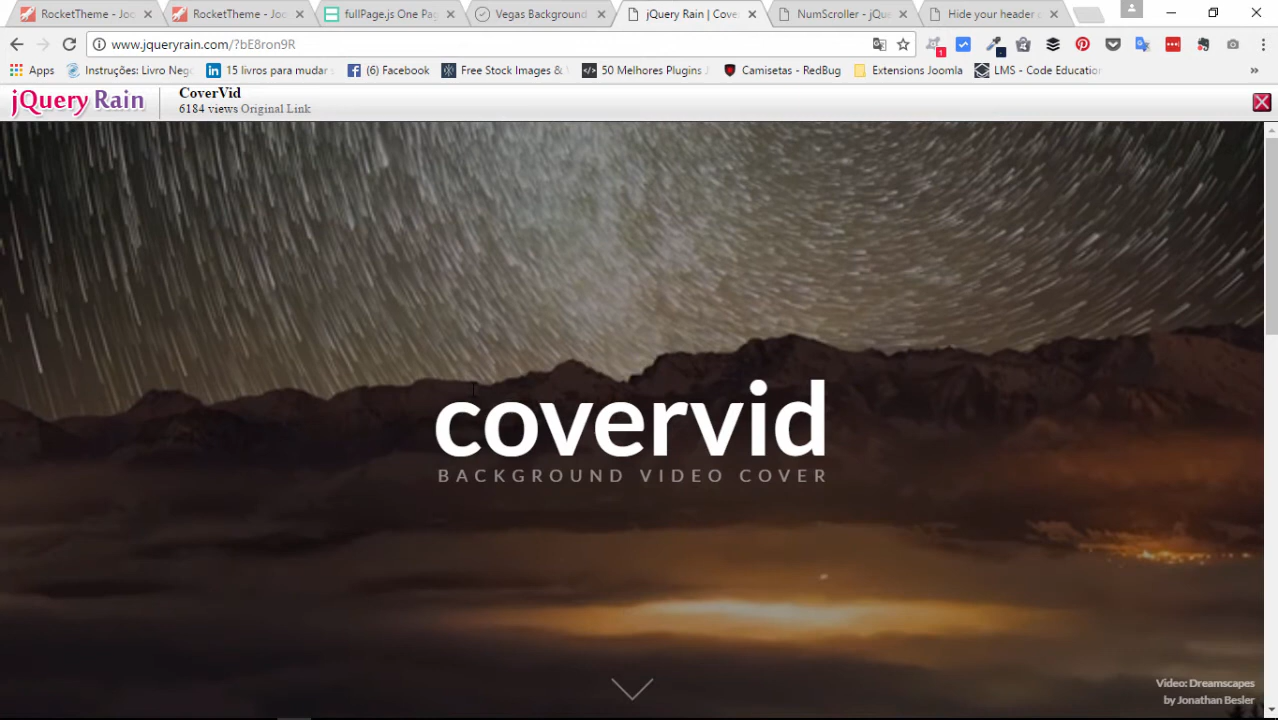 RocketTheme - Joo
RocketTheme - Joo
fullPage.js One Pa
Vegas Background
jQuery Rain | Cove
NumScroller - jQu
Hide your header
www.jqueryrain.com/?bE8ron9R
Apps
Instruções: Livro Neg
15 livros para mudar
(6) Facebook
Free Stock Images &
50 Melhores Plugins
Camisetas - RedBug
Extensions Joomla
LMS - Code Education
jQuery Rain
CoverVid
6184 views Original Link
covervid
BACKGROUND VIDEO COVER
Video: Dreamscapes
by Jonathan Besler